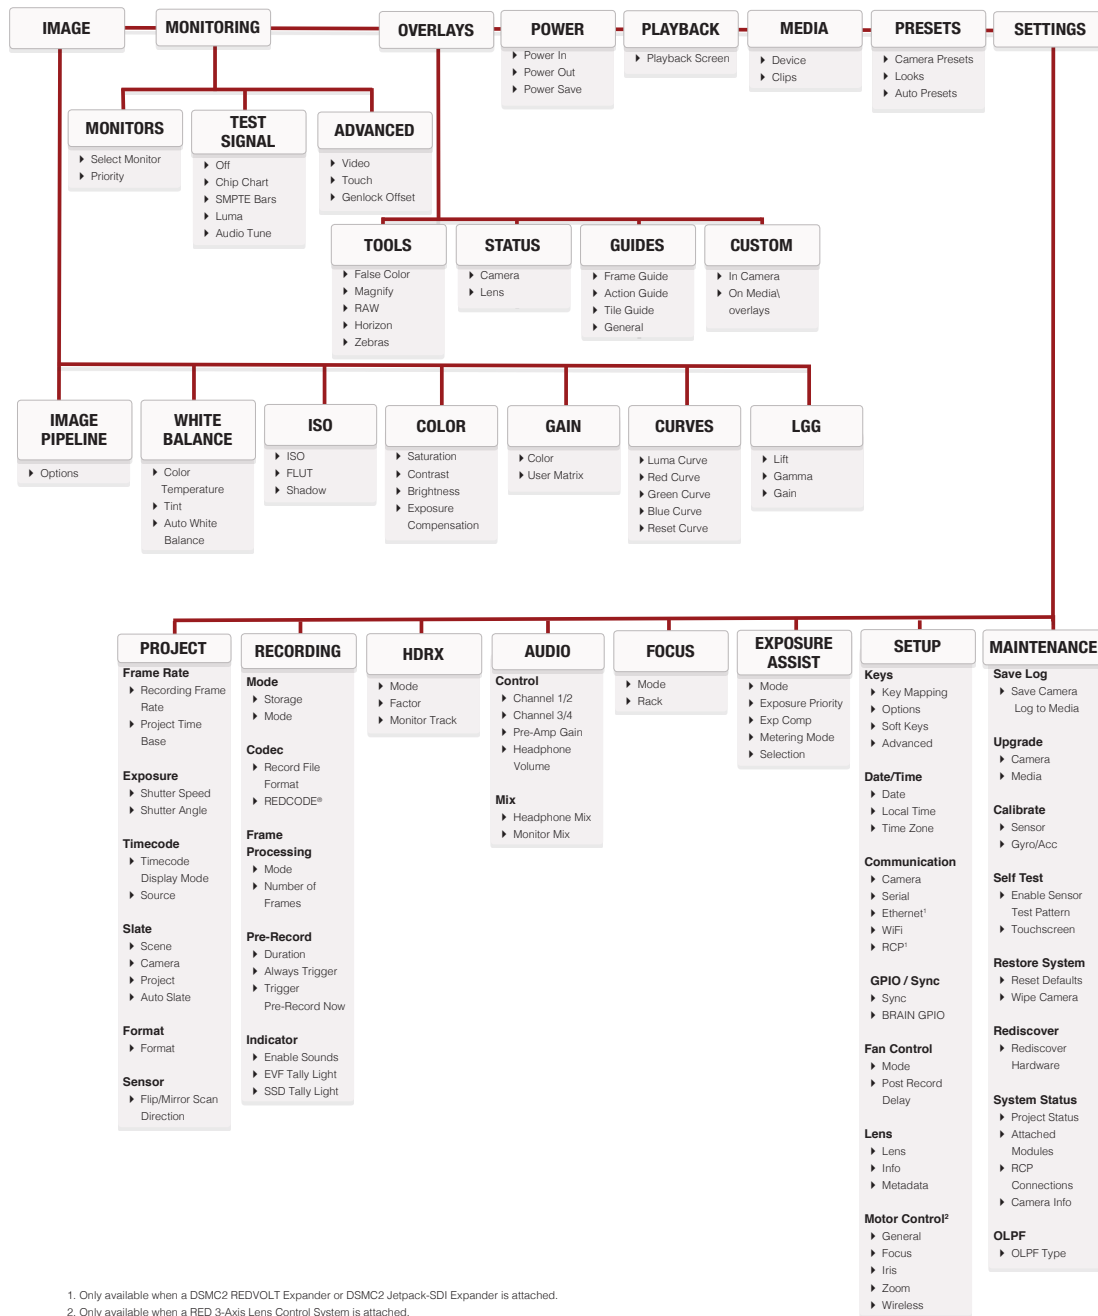 IMAGE
MONITORING
OVERLAYS
POWER
Power In
Power Out
Power Save
PLAYBACK
Playback Screen
MEDIA
Device
Clips
PRESETS
Camera Presets
Looks
Auto Presets
SETTINGS
MONITORS
Select Monitor
Priority
TEST
SIGNAL
Off
Chip Chart
SMPTE Bars
Luma
Audio Tune
ADVANCED
Video
Touch
Genlock Offset
TOOLS
False Color
Magnify
RAW
Horizon
Zebras
STATUS
Camera
Lens
GUIDES
Frame Guide
Action Guide
Tile Guide
General
CUSTOM
In Camera
On Media\
overlays
IMAGE
PIPELINE
Options
WHITE
BALANCE
Color
Temperature
Tint
Auto White
Balance
ISO
ISO
FLUT
Shadow
COLOR
Saturation
Contrast
Brightness
Exposure
Compensation
GAIN
Color
User Matrix
CURVES
Luma Curve
Red Curve
Green Curve
Blue Curve
Reset Curve
LGG
Lift
Gamma
Gain
PROJECT
Frame Rate
Recording Frame
Rate
Project Time
Base
Exposure
Shutter Speed
Shutter Angle
Timecode
Timecode
Display Mode
Source
Slate
Scene
Camera
Project
Auto Slate
Format
Format
Sensor
Flip/Mirror Scan
Direction
RECORDING
Mode
Storage
Mode
Codec
Record File
Format
REDCODE®
Frame
Processing
Mode
Number of
Frames
Pre-Record
Duration
Always Trigger
Trigger
Pre-Record Now
Indicator
Enable Sounds
EVF Tally Light
SSD Tally Light
HDRX
Mode
Factor
Monitor Track
AUDIO
Control
Channel 1/2
Channel 3/4
Pre-Amp Gain
Headphone
Volume
Mix
Headphone Mix
Monitor Mix
FOCUS
Mode
Rack
EXPOSURE
ASSIST
Mode
Exposure Priority
Exp Comp
Metering Mode
Selection
SETUP
Keys
Key Mapping
Options
Soft Keys
Advanced
Date/Time
Date
Local Time
Time Zone
Communication
Camera
Serial
Ethernet¹
WiFi
RCP¹
GPIO / Sync
Sync
BRAIN GPIO
Fan Control
Mode
Post Record
Delay
Lens
Lens
Info
Metadata
Motor Control²
General
Focus
Iris
Zoom
Wireless
MAINTENANCE
Save Log
Save Camera
Log to Media
Upgrade
Camera
Media
Calibrate
Sensor
Gyro/Acc
Self Test
Enable Sensor
Test Pattern
Touchscreen
Restore System
Reset Defaults
Wipe Camera
Rediscover
Rediscover
Hardware
System Status
Project Status
Attached
Modules
RCP
Connections
Camera Info
OLPF
OLPF Type
1. Only available when a DSMC2 REDVOLT Expander or DSMC2 Jetpack-SDI Expander is attached.
2. Only available when a RED 3-Axis Lens Control System is attached.